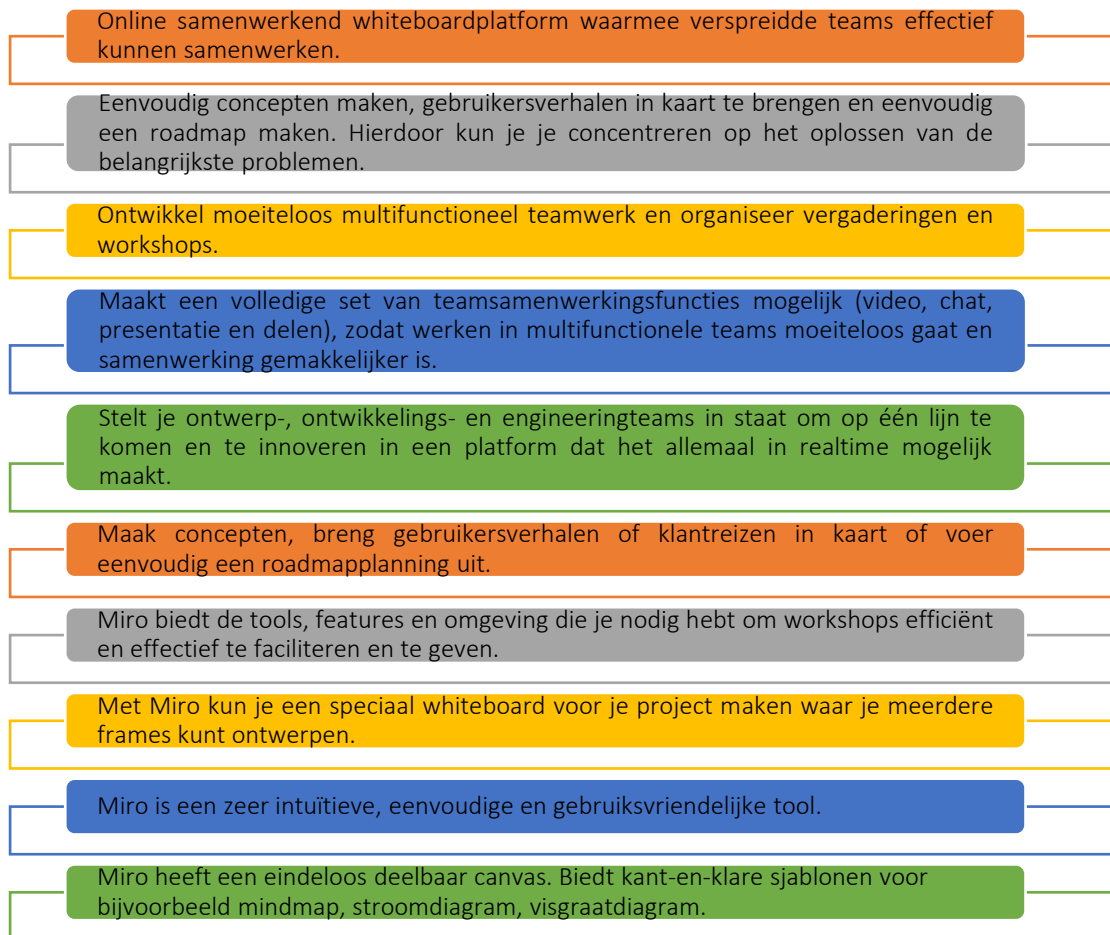 Online samenwerkend whiteboardplatform waarmee verspreidde teams effectief
kunnen samenwerken.
Eenvoudig concepten maken, gebruikersverhalen in kaart te brengen en eenvoudig
een roadmap maken. Hierdoor kun je je concentreren op het oplossen van de
belangrijkste problemen.
Ontwikkel moeiteloos multifunctioneel teamwerk en organiseer vergaderingen en
workshops.
Maakt een volledige set van teamsamenwerkingsfuncties mogelijk (video, chat,
presentatie en delen), zodat werken in multifunctionele teams moeiteloos gaat en
samenwerking gemakkelijker is.
Stelt je ontwerp-, ontwikkelings- en engineeringteams in staat om op één lijn te
komen en te innoveren in een platform dat het allemaal in realtime mogelijk
maakt.
Maak concepten, breng gebruikersverhalen of klantreizen in kaart of voer
eenvoudig een roadmapplanning uit.
Miro biedt de tools, features en omgeving die je nodig hebt om workshops efficiënt
en effectief te faciliteren en te geven.
Met Miro kun je een speciaal whiteboard voor je project maken waar je meerdere
frames kunt ontwerpen.
Miro is een zeer intuïtieve, eenvoudige en gebruiksvriendelijke tool.
Miro heeft een eindeloos deelbaar canvas. Biedt kant-en-klare sjablonen voor
bijvoorbeeld mindmap, stroomdiagram, visgraatdiagram.